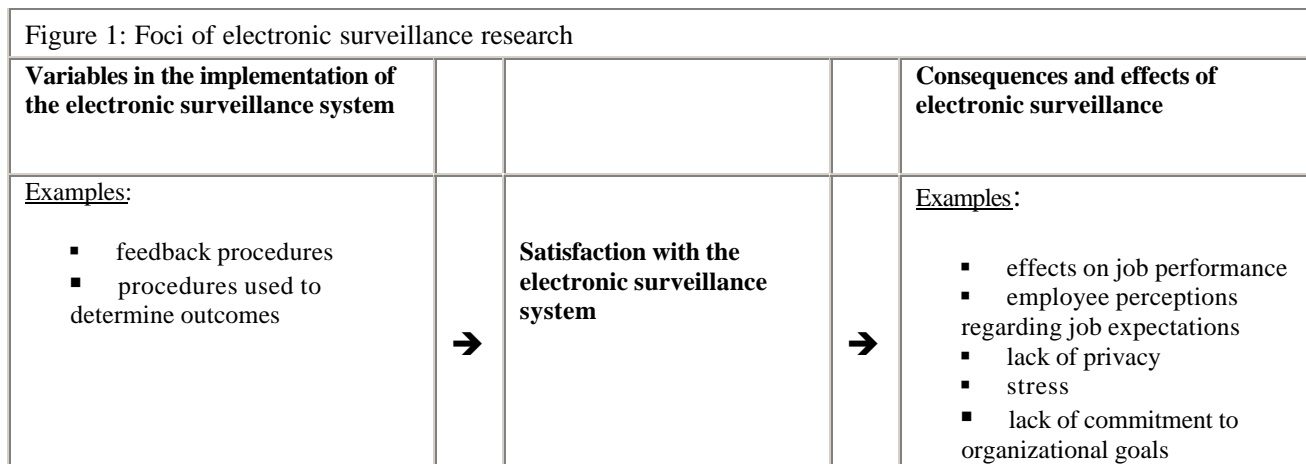 Figure 1: Foci of electronic surveillance research
Variables in the implementation of
the electronic surveillance system
Consequences and effects of
electronic surveillance
Examples:
▪ feedback procedures
▪ procedures used to
determine outcomes
➔
Satisfaction with the
electronic surveillance
system
➔
Examples:
▪ effects on job performance
▪ employee perceptions
regarding job expectations
▪ lack of privacy
▪ stress
▪ lack of commitment to
organizational goals